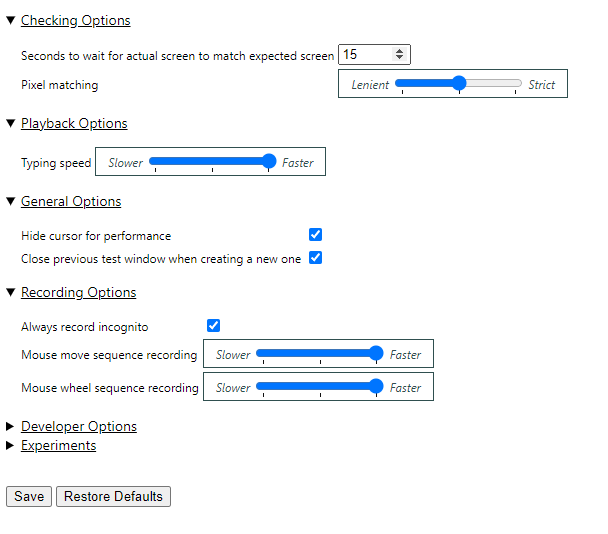 Checking Options
Seconds to wait for actual screen to match expected screen 15
Pixel matching Lenient Strict
Playback Options
Typing speed Slower Faster
General Options
Hide cursor for performance
Close previous test window when creating a new one
Recording Options
Always record incognito
Mouse move sequence recording Slower Faster
Mouse wheel sequence recording Slower Faster
Developer Options
Experiments
Save Restore Defaults